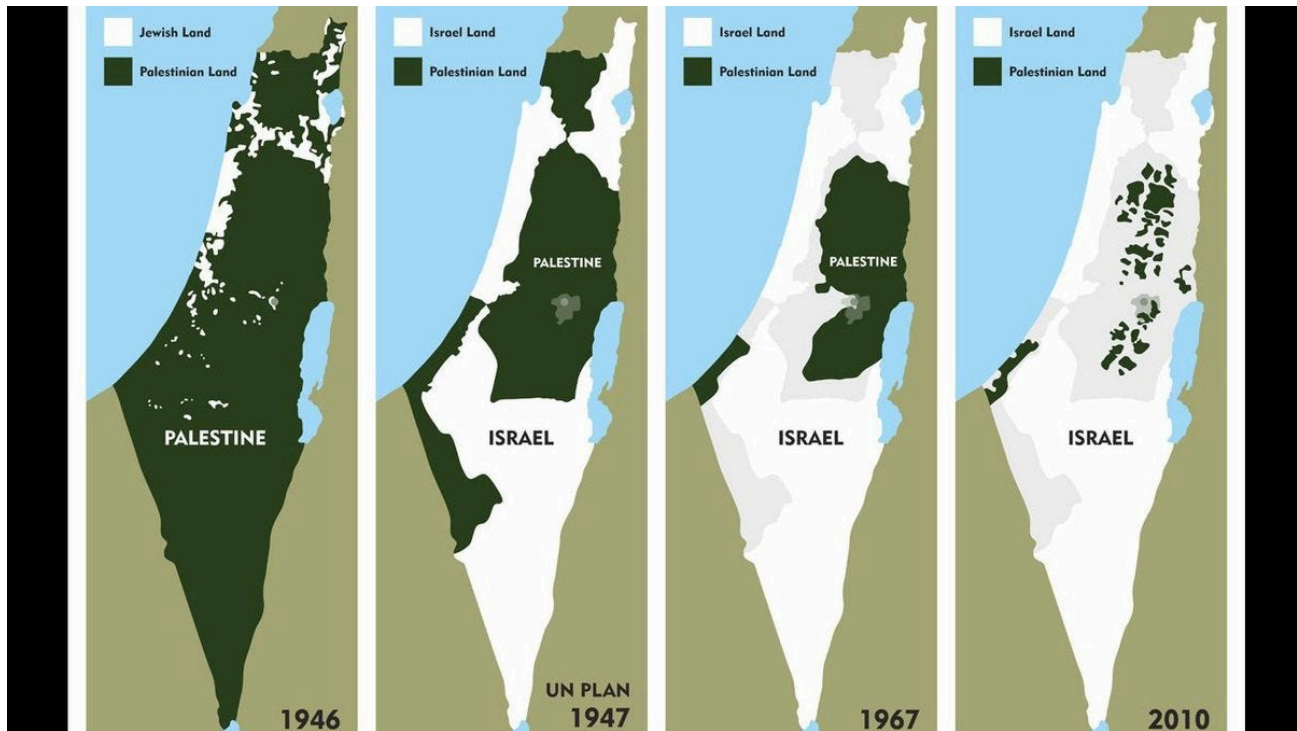 Jewish Land
Palestinian Land
PALESTINE
1946
Israel Land
Palestinian Land
PALESTINE
ISRAEL
UN PLAN
1947
Israel Land
Palestinian Land
PALESTINE
ISRAEL
1967
Israel Land
Palestinian Land
ISRAEL
2010